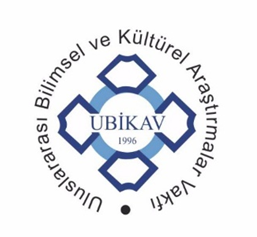 Uluslararası Bilimsel ve Kültürel Araştırmalar Vakfı
UBİKAV
1996